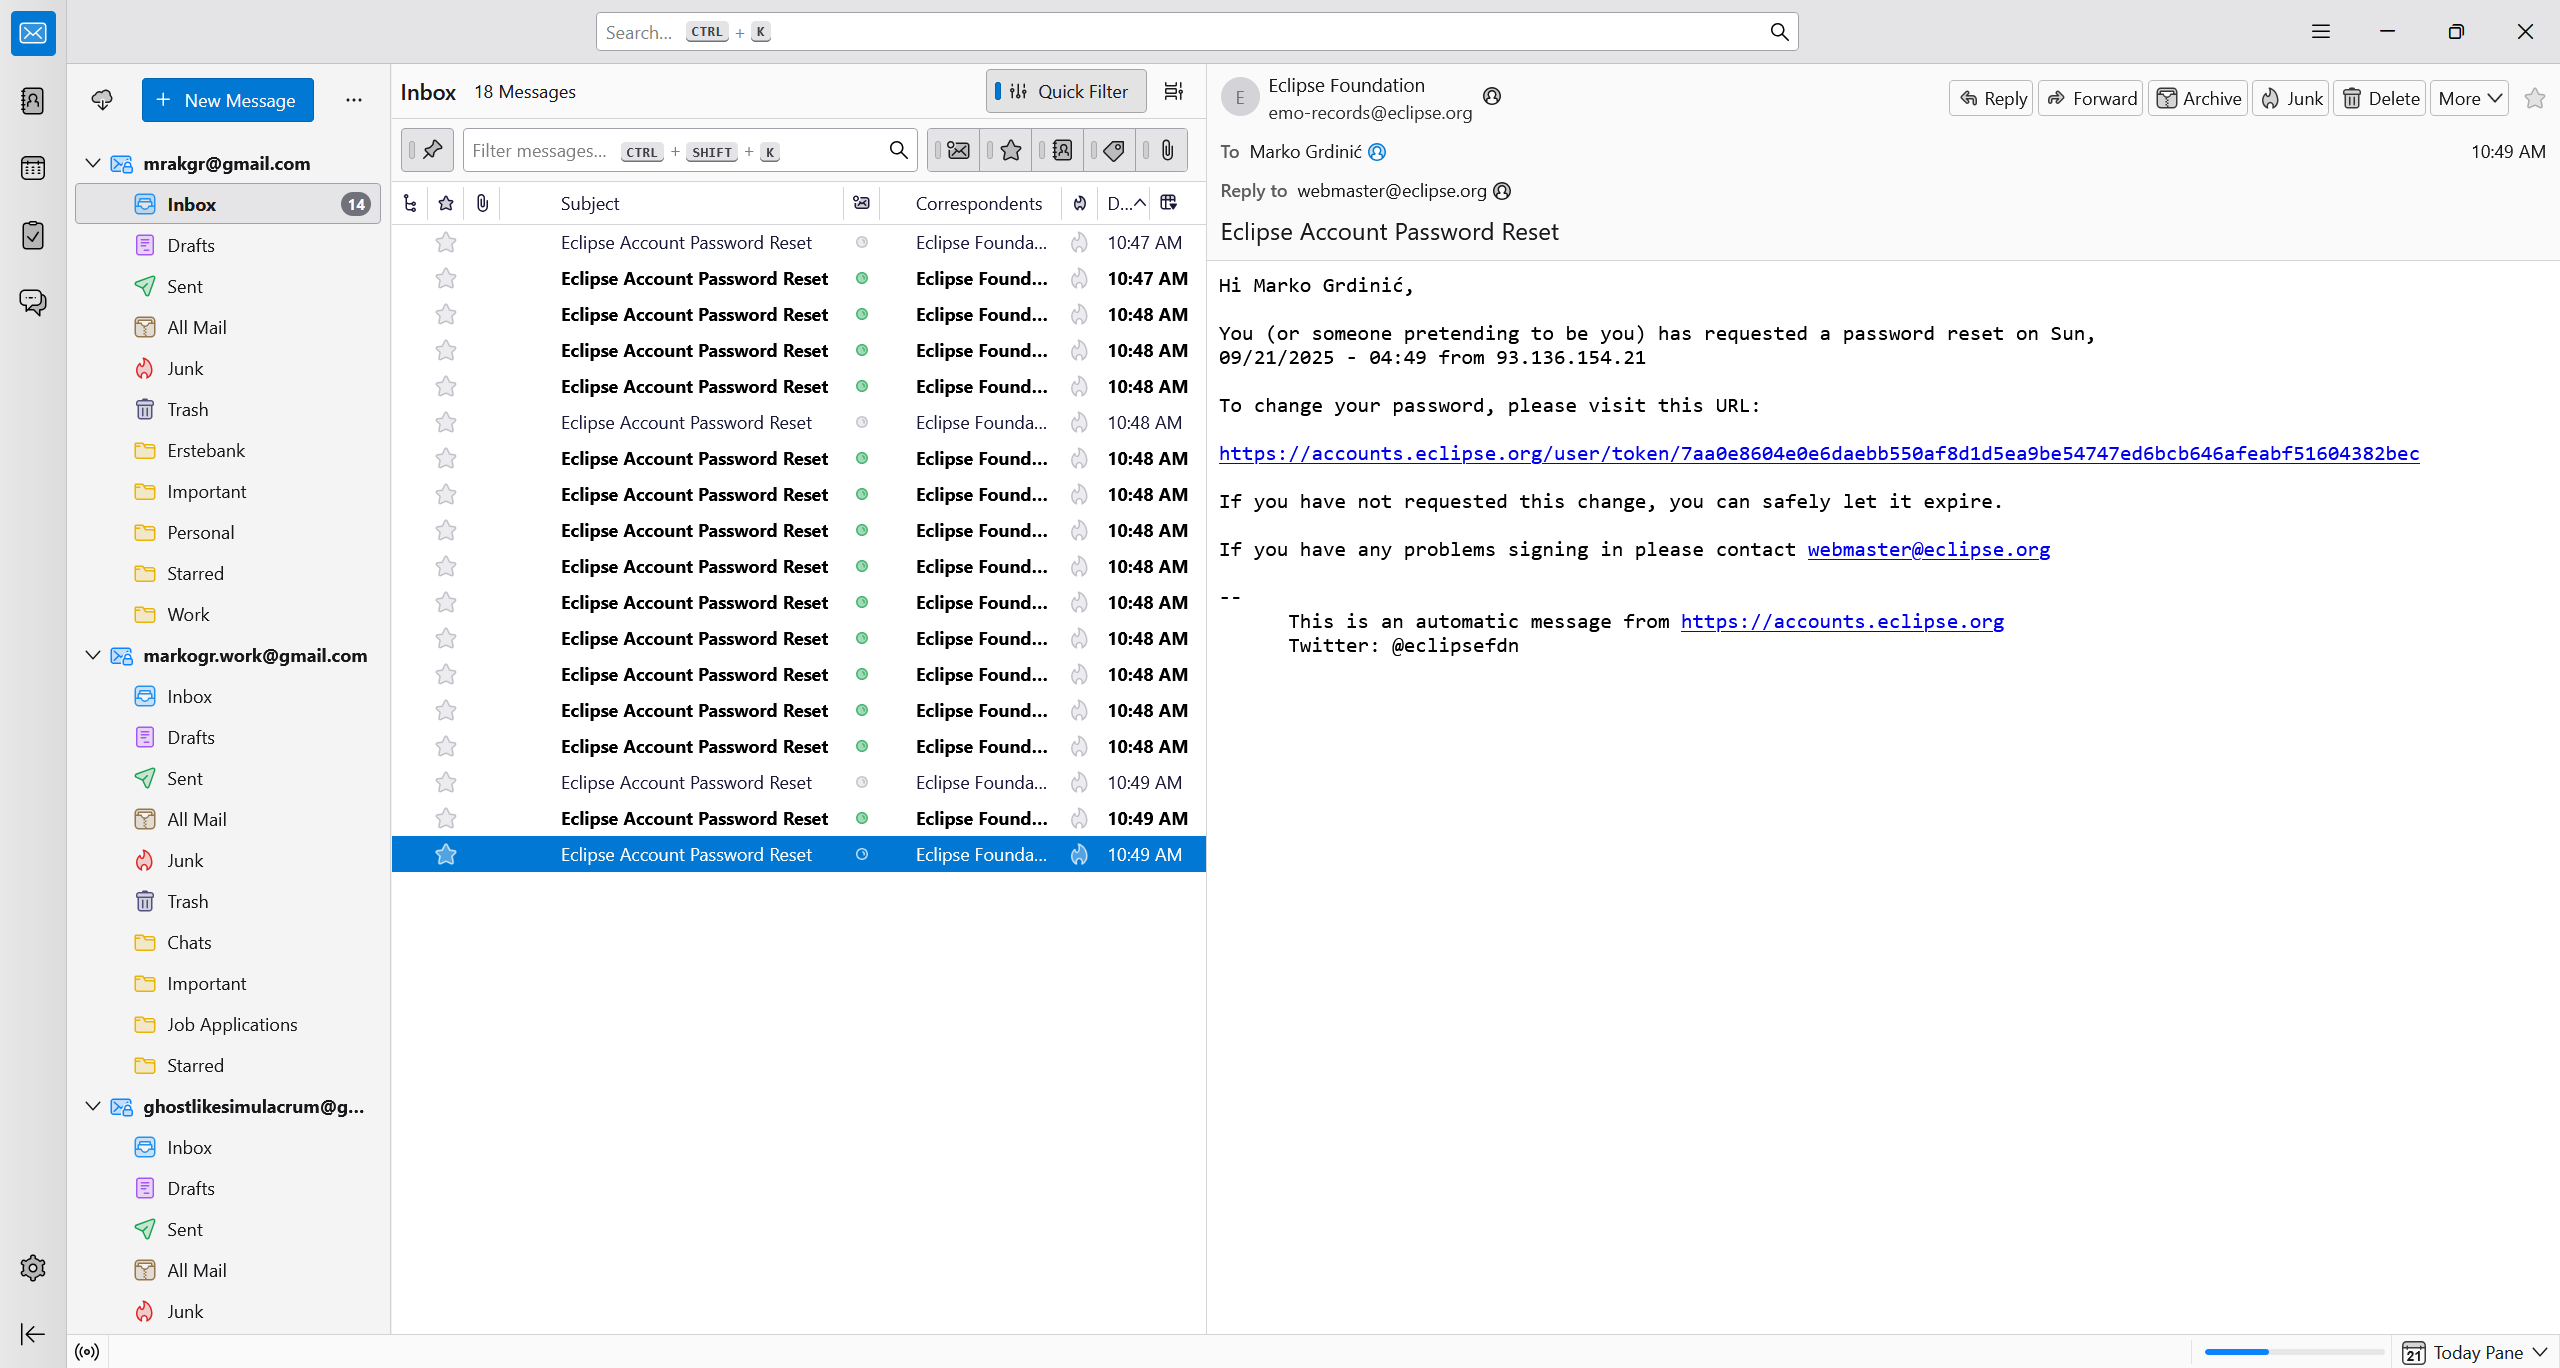 Search... CTRL + K
New Message
mrakgr@gmail.com
Inbox 14
Drafts
Sent
All Mail
Junk
Trash
Erstebank
Important
Personal
Starred
Work
markogr.work@gmail.com
Inbox
Drafts
Sent
All Mail
Junk
Trash
Chats
Important
Job Applications
Starred
ghostlikesimulacrum@g...
Inbox
Drafts
Sent
All Mail
Junk
Inbox 18 Messages Quick Filter
Filter messages... CTRL + SHIFT + K
Subject Correspondents D...
Eclipse Account Password Reset Eclipse Founda... 10:47 AM
Eclipse Account Password Reset Eclipse Found... 10:47 AM
Eclipse Account Password Reset Eclipse Found... 10:48 AM
Eclipse Account Password Reset Eclipse Found... 10:48 AM
Eclipse Account Password Reset Eclipse Found... 10:48 AM
Eclipse Account Password Reset Eclipse Founda... 10:48 AM
Eclipse Account Password Reset Eclipse Found... 10:48 AM
Eclipse Account Password Reset Eclipse Found... 10:48 AM
Eclipse Account Password Reset Eclipse Found... 10:48 AM
Eclipse Account Password Reset Eclipse Found... 10:48 AM
Eclipse Account Password Reset Eclipse Found... 10:48 AM
Eclipse Account Password Reset Eclipse Found... 10:48 AM
Eclipse Account Password Reset Eclipse Found... 10:48 AM
Eclipse Account Password Reset Eclipse Found... 10:48 AM
Eclipse Account Password Reset Eclipse Found... 10:48 AM
Eclipse Account Password Reset Eclipse Founda... 10:49 AM
Eclipse Account Password Reset Eclipse Found... 10:49 AM
Eclipse Account Password Reset Eclipse Founda... 10:49 AM
E
Eclipse Foundation
emo-records@eclipse.org
Reply Forward Archive Junk Delete More
To Marko Grdinić 10:49 AM
Reply to webmaster@eclipse.org
Eclipse Account Password Reset
Hi Marko Grdinić,
You (or someone pretending to be you) has requested a password reset on Sun,
09/21/2025 - 04:49 from 93.136.154.21
To change your password, please visit this URL:
https://accounts.eclipse.org/user/token/7aa0e8604e0e6daebb550af8d1d5ea9be54747ed6bcb646afeabf51604382bec
If you have not requested this change, you can safely let it expire.
If you have any problems signing in please contact webmaster@eclipse.org
--
This is an automatic message from https://accounts.eclipse.org
Twitter: @eclipsefdn
21 Today Pane